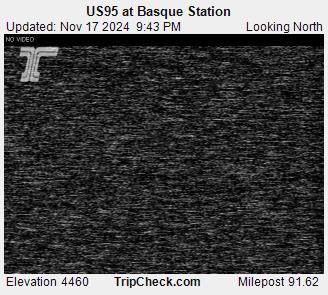 US95 at Basque Station
Updated: Nov 17 2024 9:43 PM Looking North
NO VIDEO
Elevation 4460 TripCheck.com Milepost 91.62